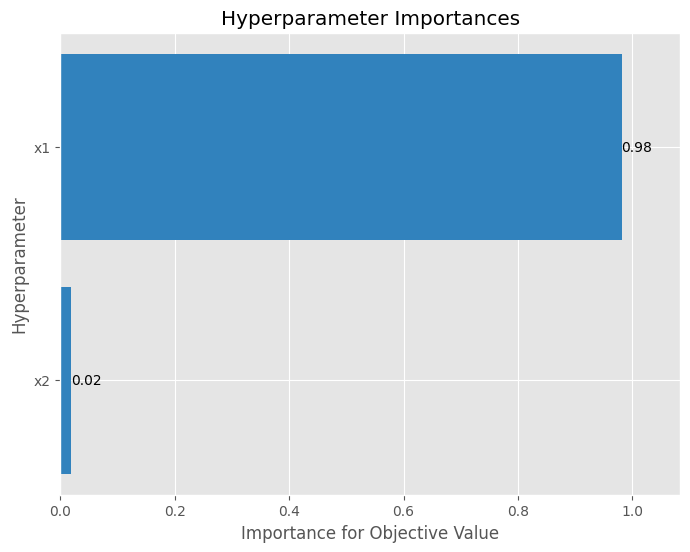 Hyperparameter Importances
Hyperparameter
x1
0.98
x2
0.02
0.0 0.2 0.4 0.6 0.8 1.0
Importance for Objective Value